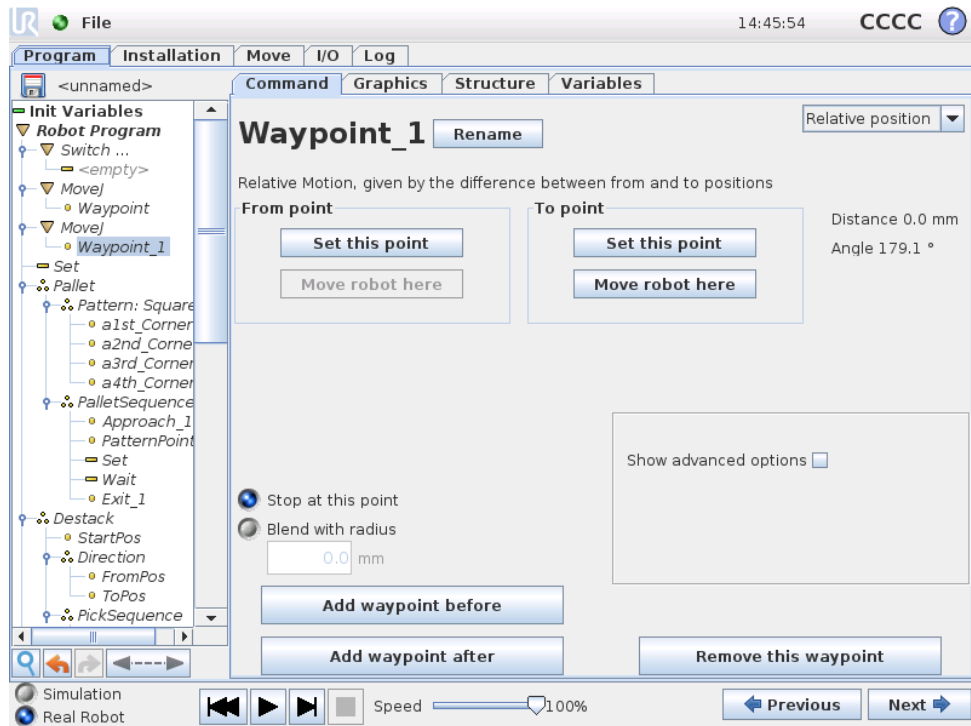 UR File 14:45:54 CCCC ?
Program Installation Move I/O Log
<unnamed>
Command Graphics Structure Variables
Init Variables
Robot Program
Switch ...
<empty>
MoveJ
Waypoint
MoveJ
Waypoint_1
Set
Pallet
Pattern: Square
a1st_Corner
a2nd_Corne
a3rd_Corner
a4th_Corner
PalletSequence
Approach_1
PatternPoint
Set
Wait
Exit_1
Destack
StartPos
Direction
FromPos
ToPos
PickSequence
Waypoint_1 Rename
Relative position
Relative Motion, given by the difference between from and to positions
From point
Set this point
Move robot here
To point
Set this point
Move robot here
Distance 0.0 mm
Angle 179.1 °
Show advanced options
Stop at this point
Blend with radius
0.0 mm
Add waypoint before
Add waypoint after
Remove this waypoint
Simulation
Real Robot
Speed 100%
Previous
Next